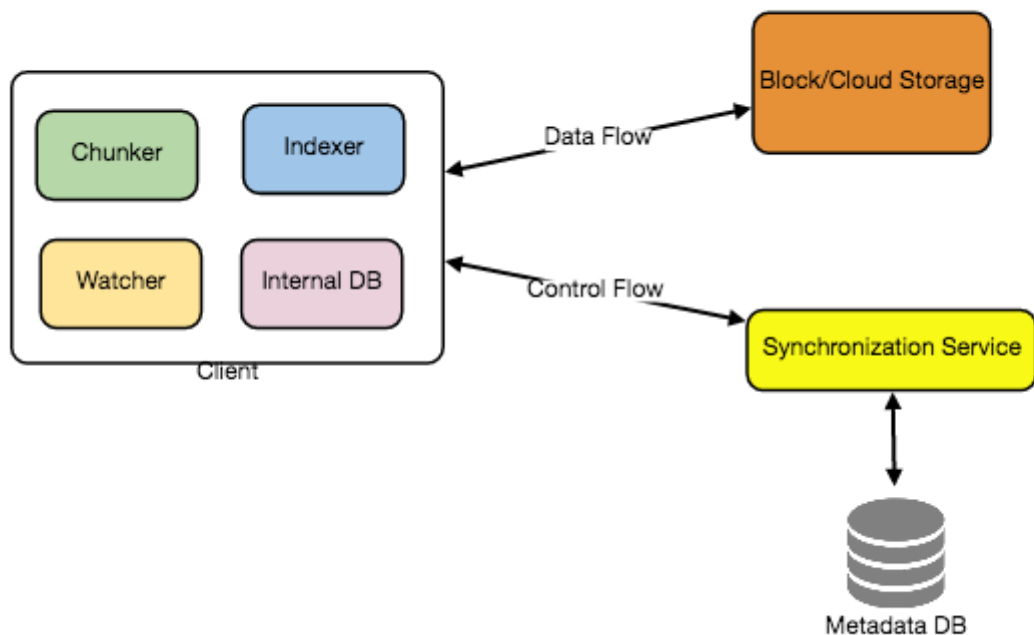 Block/Cloud Storage
Chunker
Indexer
Data Flow
Watcher
Internal DB
Control Flow
Client
Synchronization Service
Metadata DB